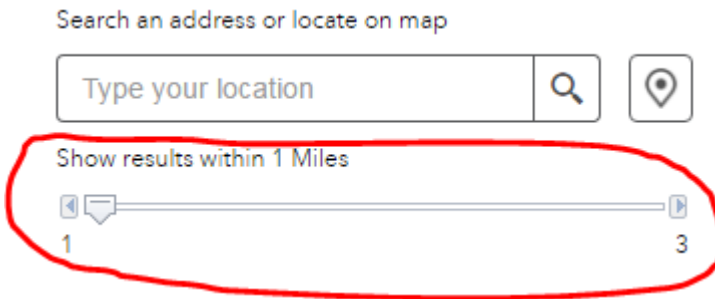 Search an address or locate on map
Type your location
Show results within 1 Miles
1 3